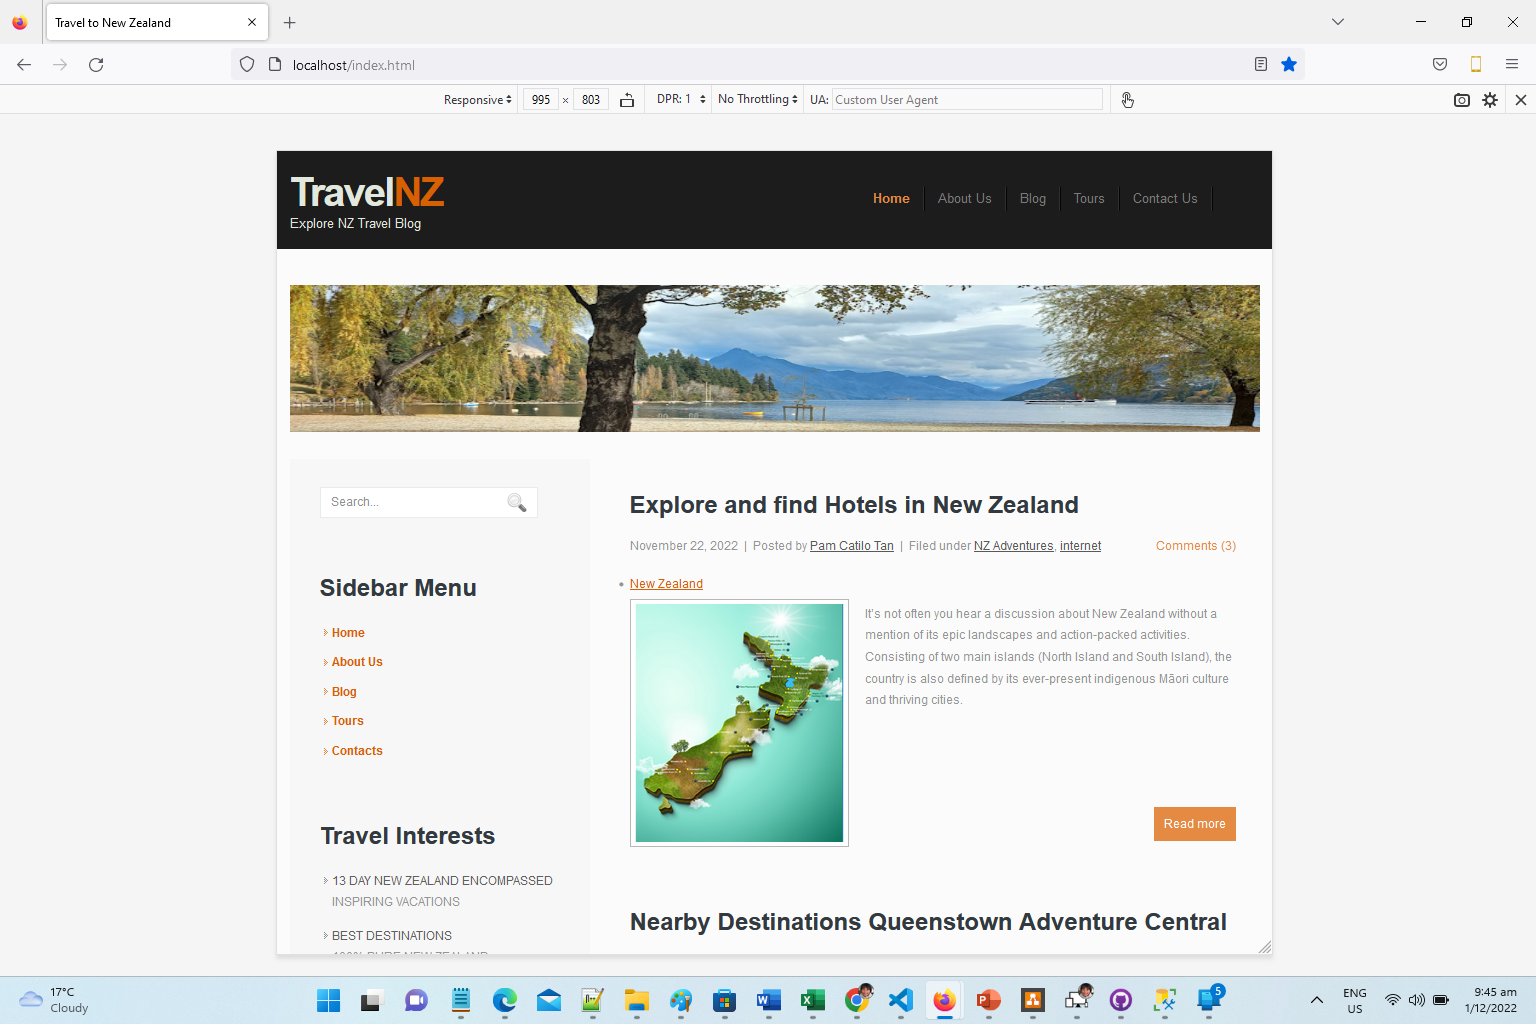 Travel to New Zealand
localhost/index.html
Responsive 995 × 803 DPR: 1 No Throttling UA: Custom User Agent
TravelNZ
Explore NZ Travel Blog
Home About Us Blog Tours Contact Us
Search...
Sidebar Menu
Home
About Us
Blog
Tours
Contacts
Travel Interests
13 DAY NEW ZEALAND ENCOMPASSED
INSPIRING VACATIONS
BEST DESTINATIONS
100% PURE NEW ZEALAND
Explore and find Hotels in New Zealand
November 22, 2022 | Posted by Pam Catilo Tan | Filed under NZ Adventures, internet Comments (3)
New Zealand
It's not often you hear a discussion about New Zealand without a
mention of its epic landscapes and action-packed activities.
Consisting of two main islands (North Island and South Island), the
country is also defined by its ever-present indigenous Māori culture
and thriving cities.
Read more
Nearby Destinations Queenstown Adventure Central
17°C
Cloudy
5
ENG
US
9:45 am
1/12/2022